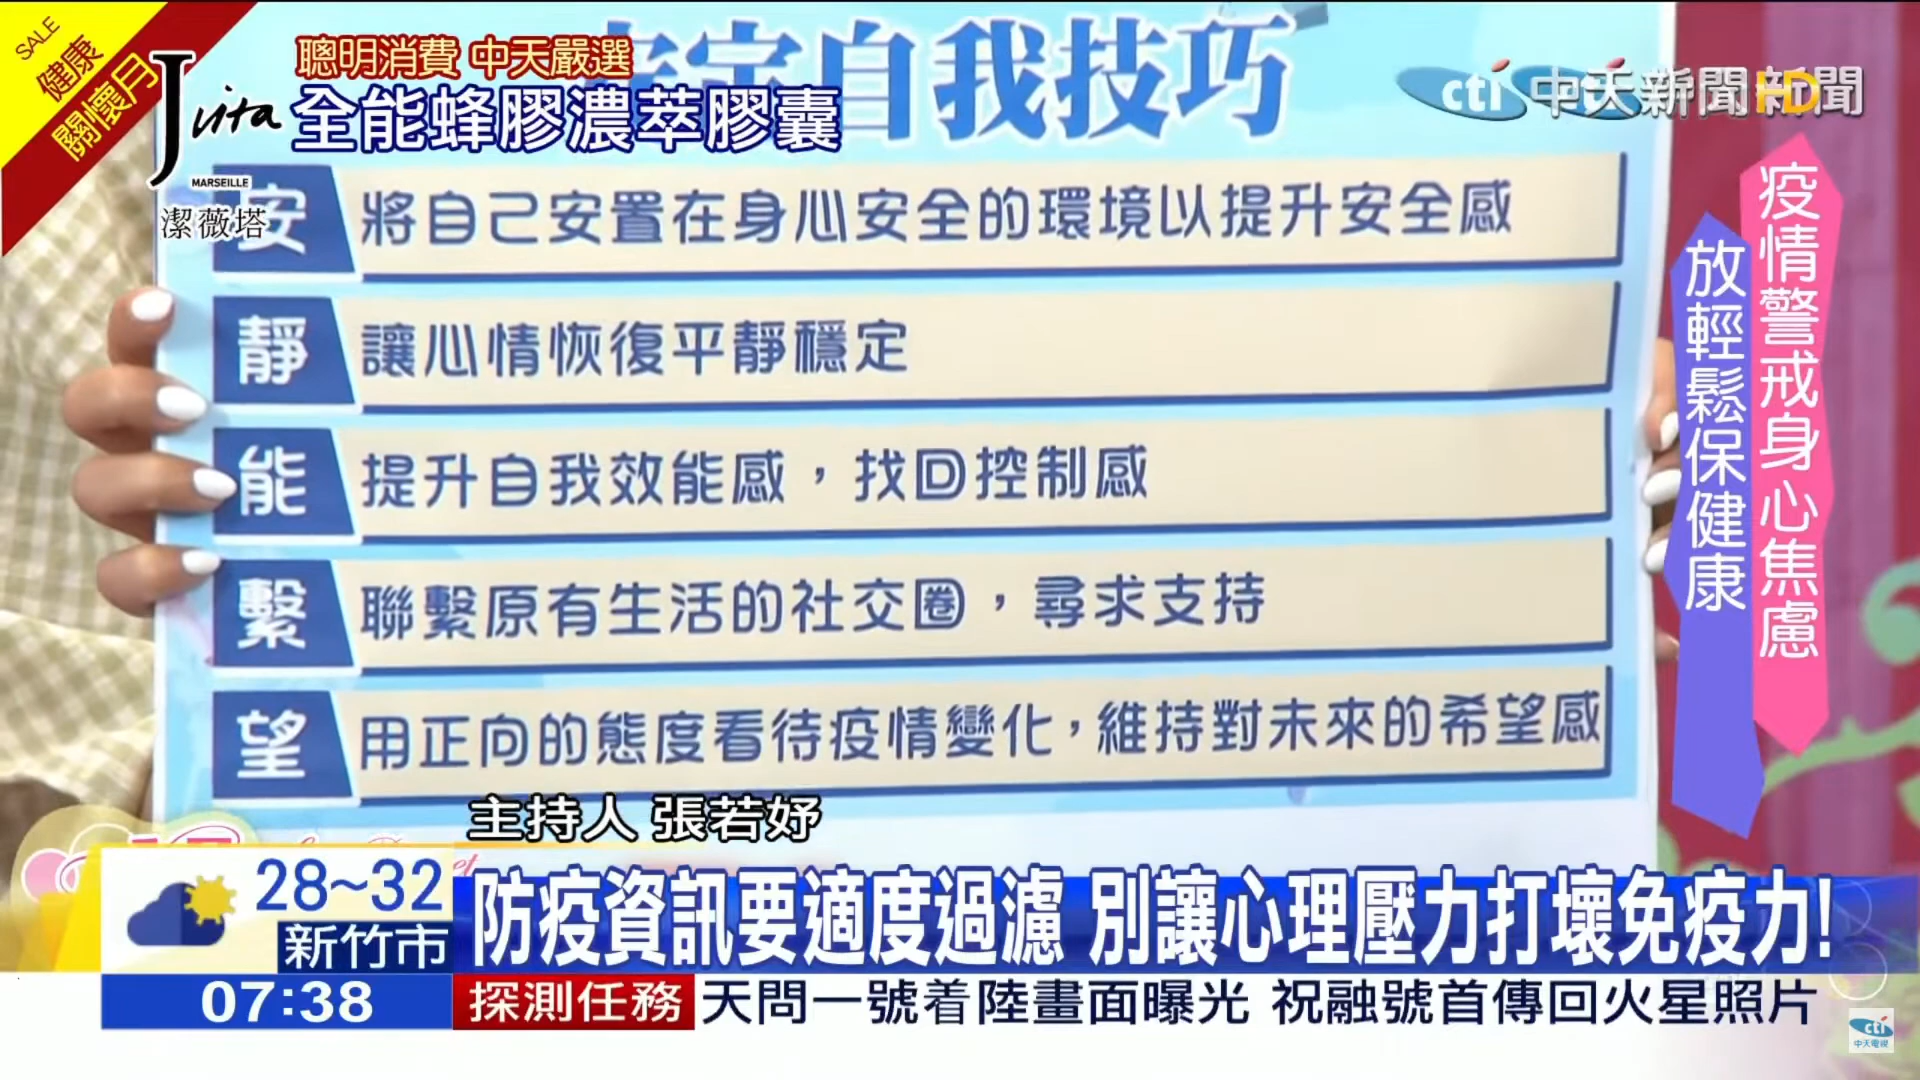 SALE
健康
關懷月
Jvita
MARSEILLE
潔薇塔
聰明消費 中天嚴選
全能蜂膠濃萃膠囊
自我技巧
cti 中天新聞
HD
安 將自己安置在身心安全的環境以提升安全感
靜 讓心情恢復平靜穩定
能 提升自我效能感，找回控制感
繫 聯繫原有生活的社交圈，尋求支持
望 用正向的態度看待疫情變化，維持對未來的希望感
疫情警戒身心焦慮
放輕鬆保健康
主持人 張若妤
28~32
新竹市
防疫資訊要適度過濾 別讓心理壓力打壞免疫力!
07:38
探測任務 天問一號着陸畫面曝光 祝融號首傳回火星照片
cti
中天電視